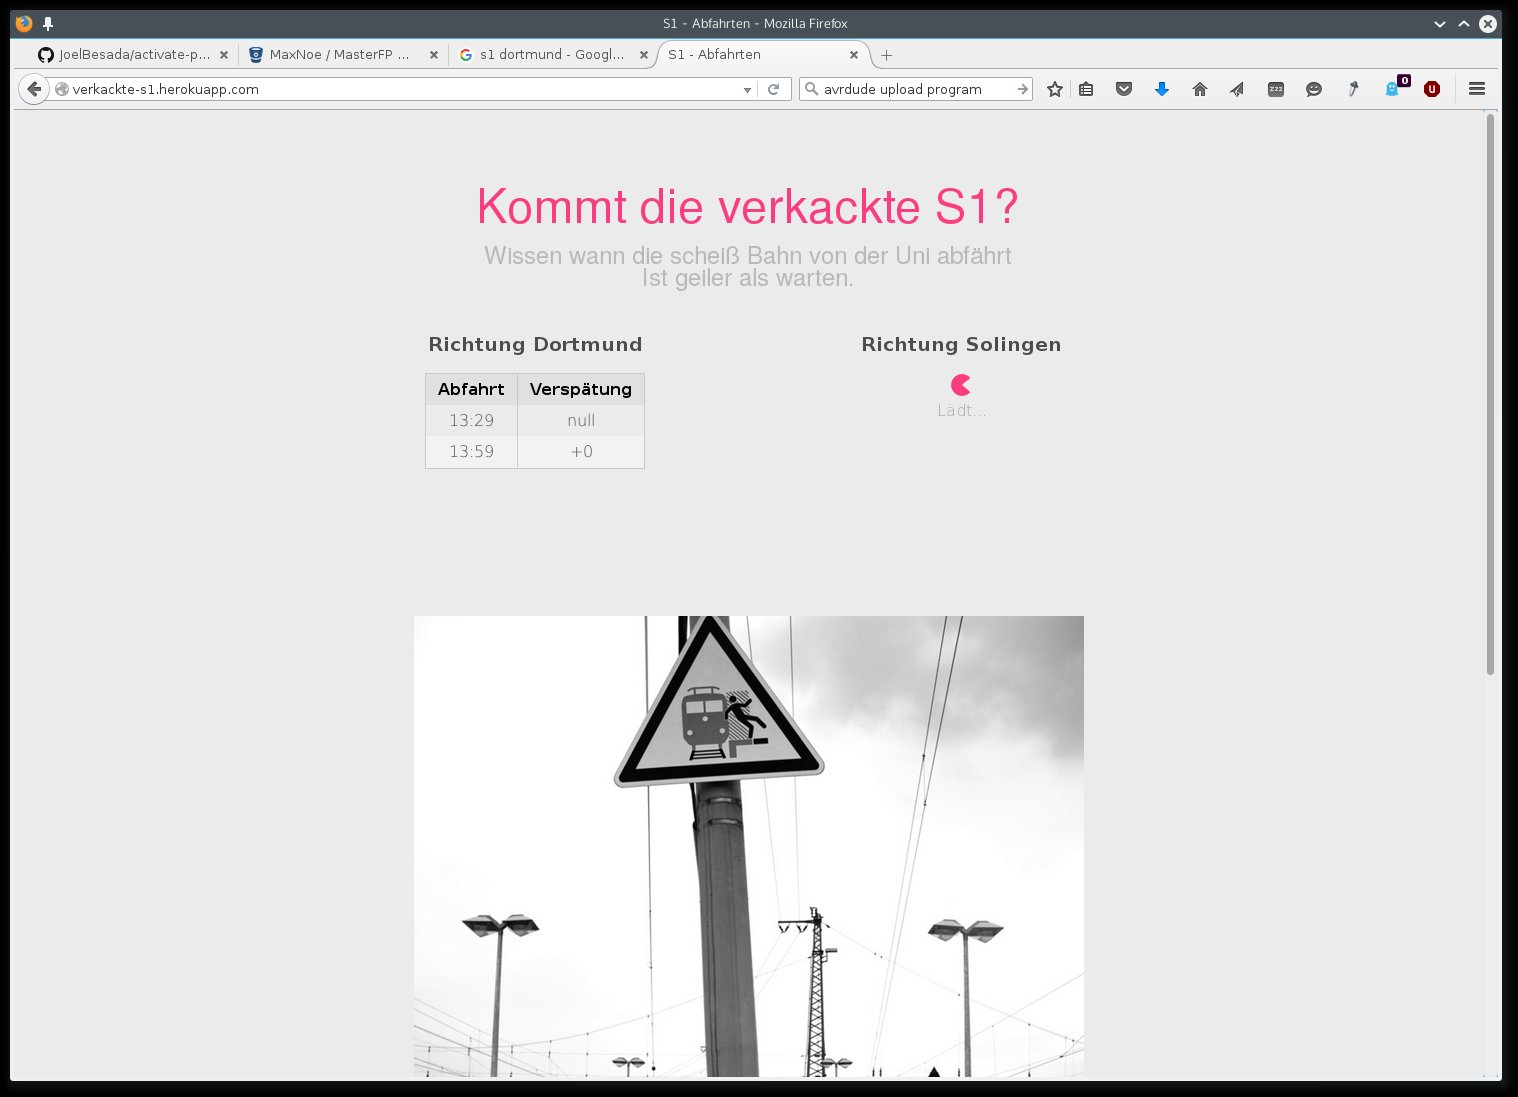 S1 - Abfahrten - Mozilla Firefox
JoelBesada/activate-p...
MaxNoe / MasterFP ...
s1 dortmund - Googl...
S1 - Abfahrten
verkackte-s1.herokuapp.com
avrdude upload program
zzz
0
u
Kommt die verkackte S1?
Wissen wann die scheiß Bahn von der Uni abfährt
Ist geiler als warten.
Richtung Dortmund
Richtung Solingen
Abfahrt Verspätung
13:29 null
13:59 +0
Lädt...